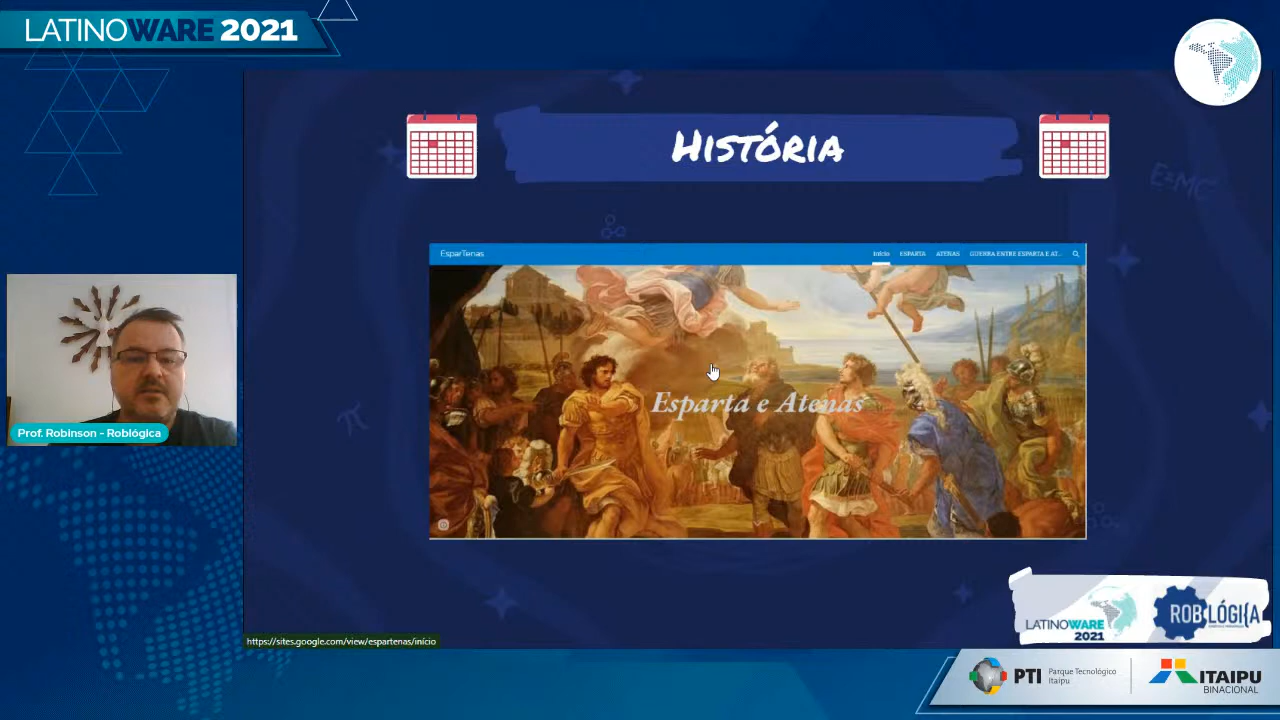 LATINOWARE 2021
HISTÓRIA
E=MC²
EsparTenas
Início ESPARTA ATENAS GUERRA ENTRE ESPARTA E AT...
Esparta e Atenas
π
Prof. Robinson - Roblógica
https://sites.google.com/view/espartenas/início
LATINOWARE
2021
ROBLÓGICA
PTI Parque Tecnológico
Itaipu
ITAIPU
BINACIONAL